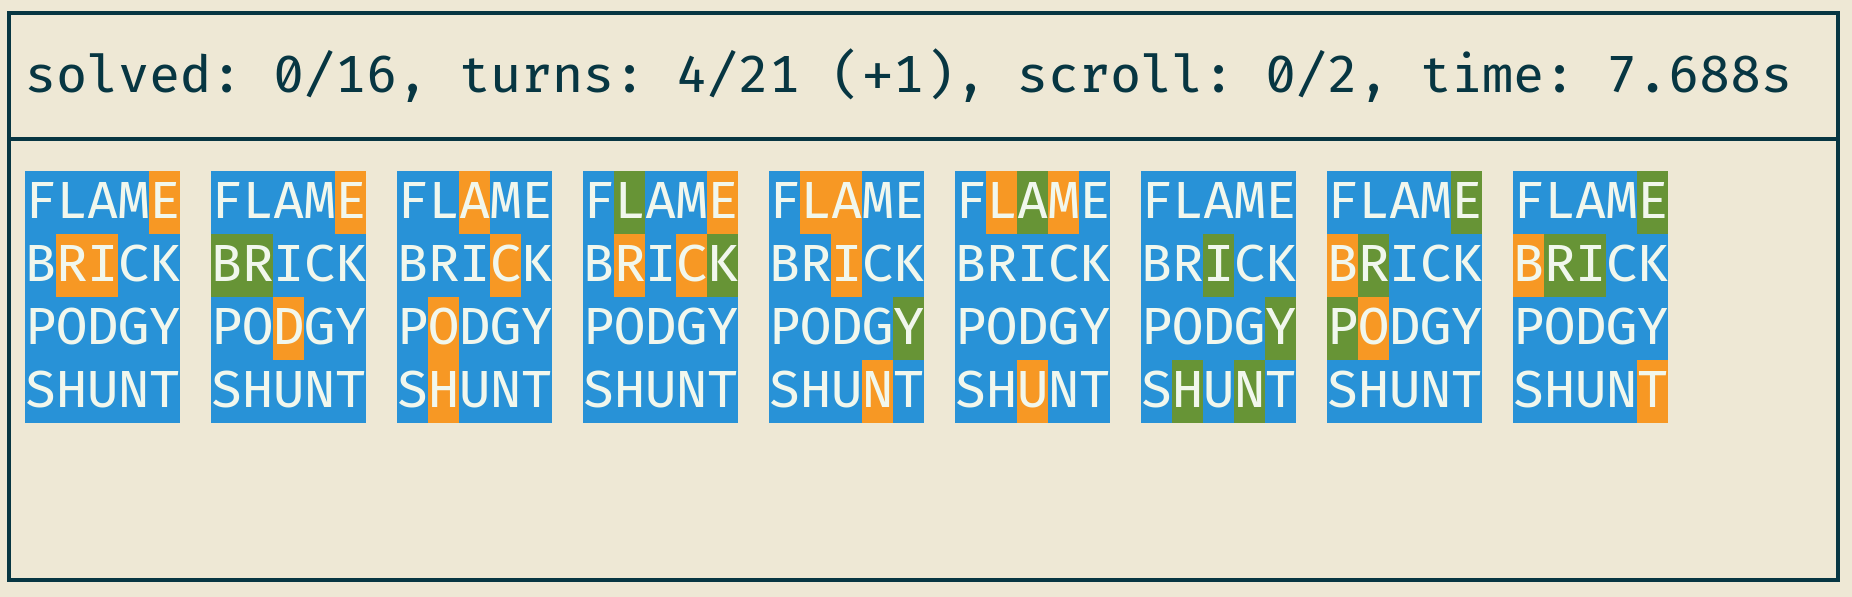 solved: 0/16, turns: 4/21 (+1), scroll: 0/2, time: 7.688s
FLAME FLAME FLAME FLAME FLAME FLAME FLAME FLAME FLAME
BRICK BRICK BRICK BRICK BRICK BRICK BRICK BRICK BRICK
PODGY PODGY PODGY PODGY PODGY PODGY PODGY PODGY PODGY
SHUNT SHUNT SHUNT SHUNT SHUNT SHUNT SHUNT SHUNT SHUNT